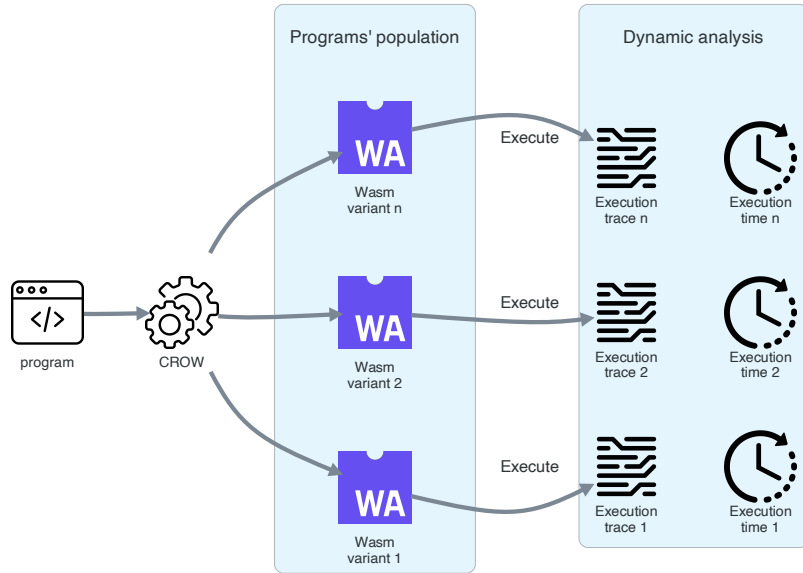 Programs' population
Dynamic analysis
WA
Wasm
variant n
Execute
Execution
trace n
Execution
time n
</>
program
CROW
WA
Wasm
variant 2
Execute
Execution
trace 2
Execution
time 2
WA
Wasm
variant 1
Execute
Execution
trace 1
Execution
time 1